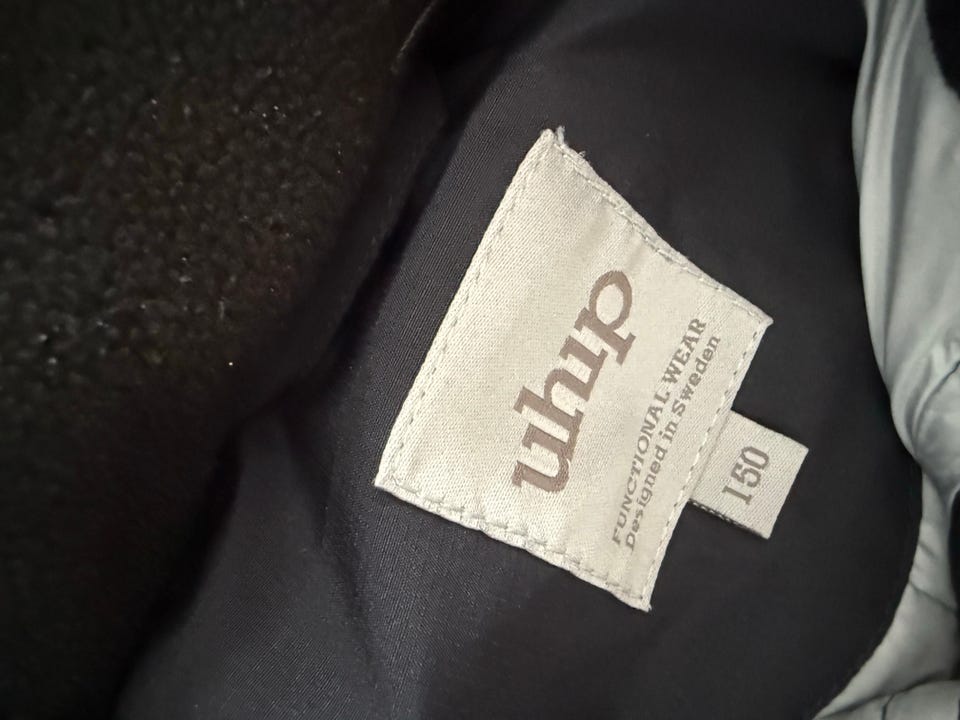 uhip
FUNCTIONAL WEAR
Designed in Sweden
150